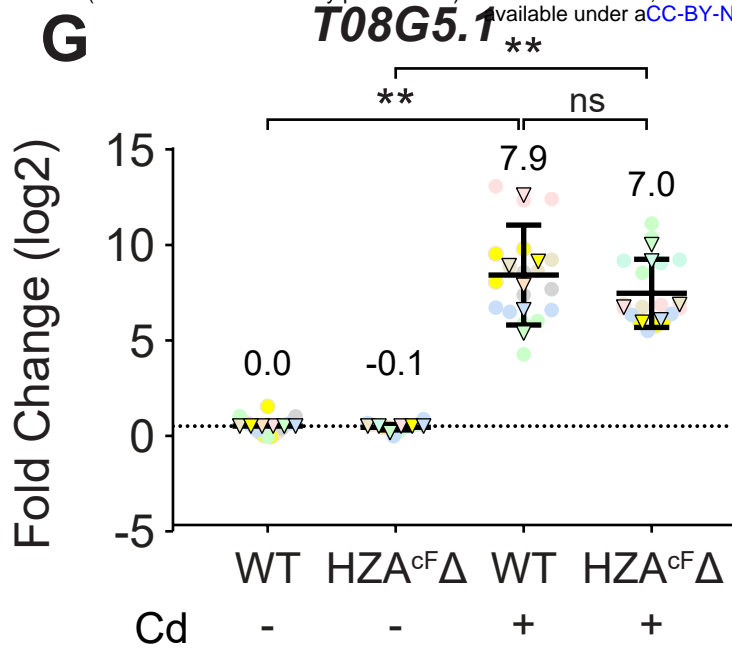 available under aCC-BY-N
G
T08G5.1
**
** ns
15
7.9
7.0
10
Fold Change (log2)
5
0.0 -0.1
0
-5
WT HZAcFΔ WT HZAcFΔ
Cd - - + +